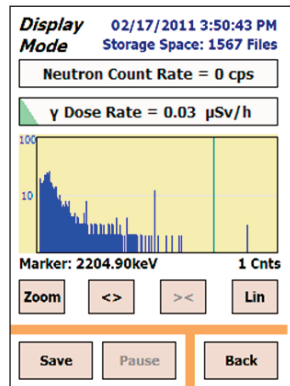 Display Mode
02/17/2011 3:50:43 PM
Storage Space: 1567 Files
Neutron Count Rate = 0 cps
γ Dose Rate = 0.03 µSv/h
100
10
Marker: 2204.90keV 1 Cnts
Zoom <> >< Lin
Save Pause Back